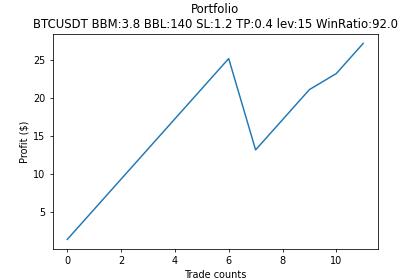 Portfolio
BTCUSDT BBM:3.8 BBL:140 SL:1.2 TP:0.4 lev:15 WinRatio:92.0
25
20
15
10
5
Profit ($)
0 2 4 6 8 10
Trade counts